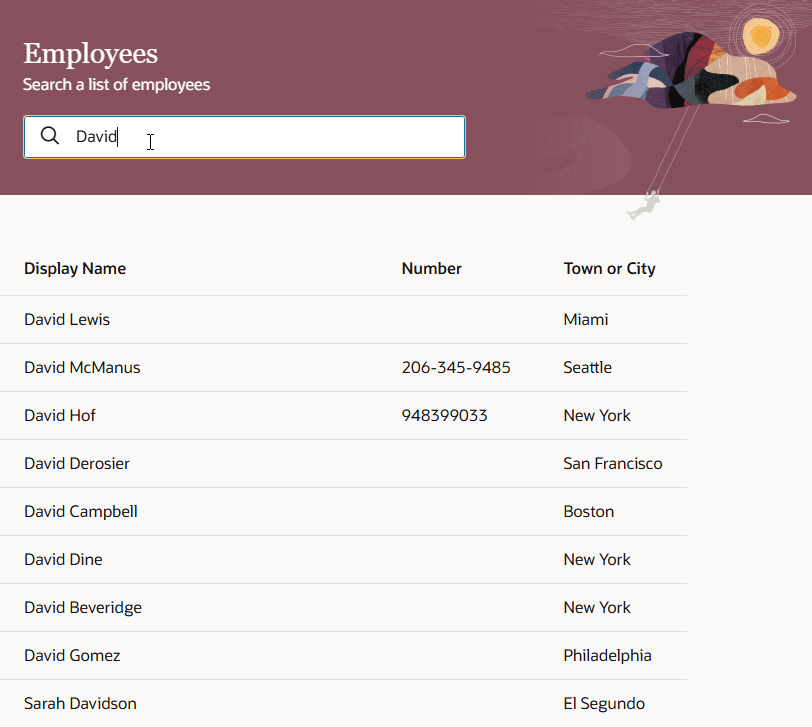 Employees
Search a list of employees
David
Display Name Number Town or City
David Lewis Miami
David McManus 206-345-9485 Seattle
David Hof 948399033 New York
David Derosier San Francisco
David Campbell Boston
David Dine New York
David Beveridge New York
David Gomez Philadelphia
Sarah Davidson El Segundo